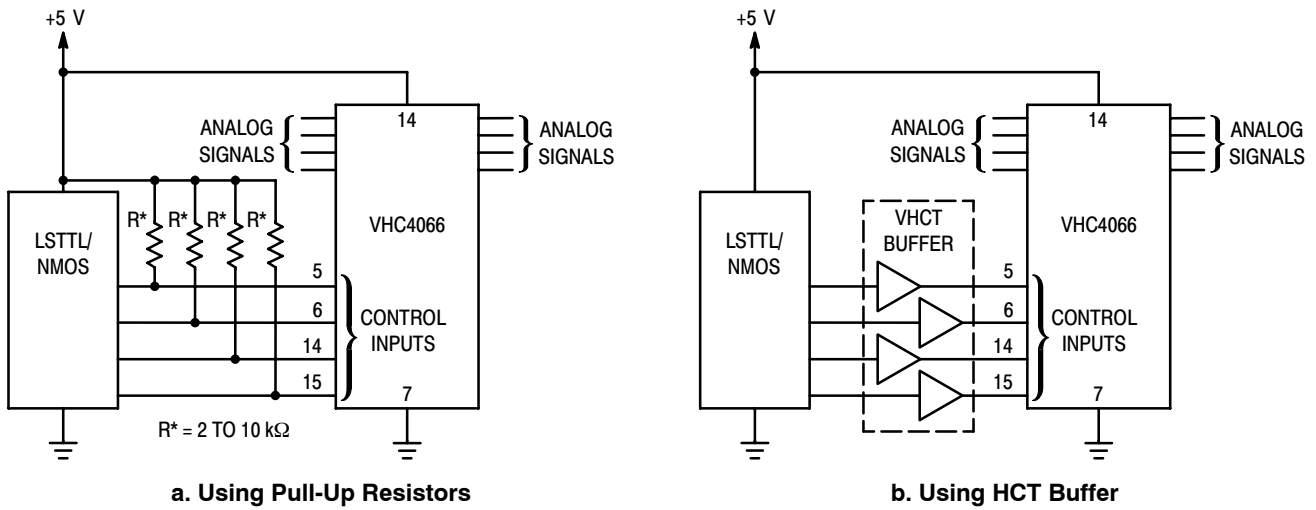 +5 V
14
ANALOG
SIGNALS
ANALOG
SIGNALS
R* R* R* R*
LSTTL/
NMOS
VHC4066
5
6
14
15
CONTROL
INPUTS
7
R* = 2 TO 10 kΩ
a. Using Pull-Up Resistors
+5 V
14
ANALOG
SIGNALS
ANALOG
SIGNALS
LSTTL/
NMOS
VHCT
BUFFER
VHC4066
5
6
14
15
CONTROL
INPUTS
7
b. Using HCT Buffer